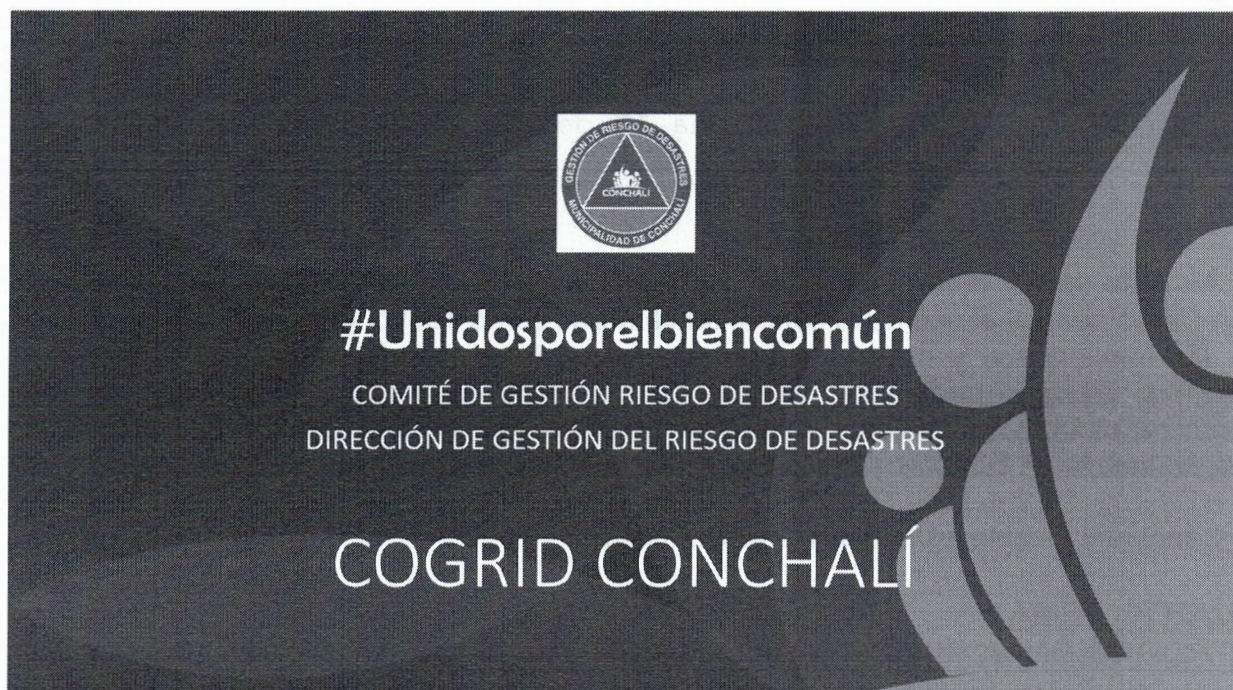 GESTIÓN DE RIESGO DE DESASTRES
CONCHALÍ
MUNICIPALIDAD DE CONCHALÍ
#Unidosporelbiencomún
COMITÉ DE GESTIÓN RIESGO DE DESASTRES
DIRECCIÓN DE GESTIÓN DEL RIESGO DE DESASTRES
COGRID CONCHALÍ